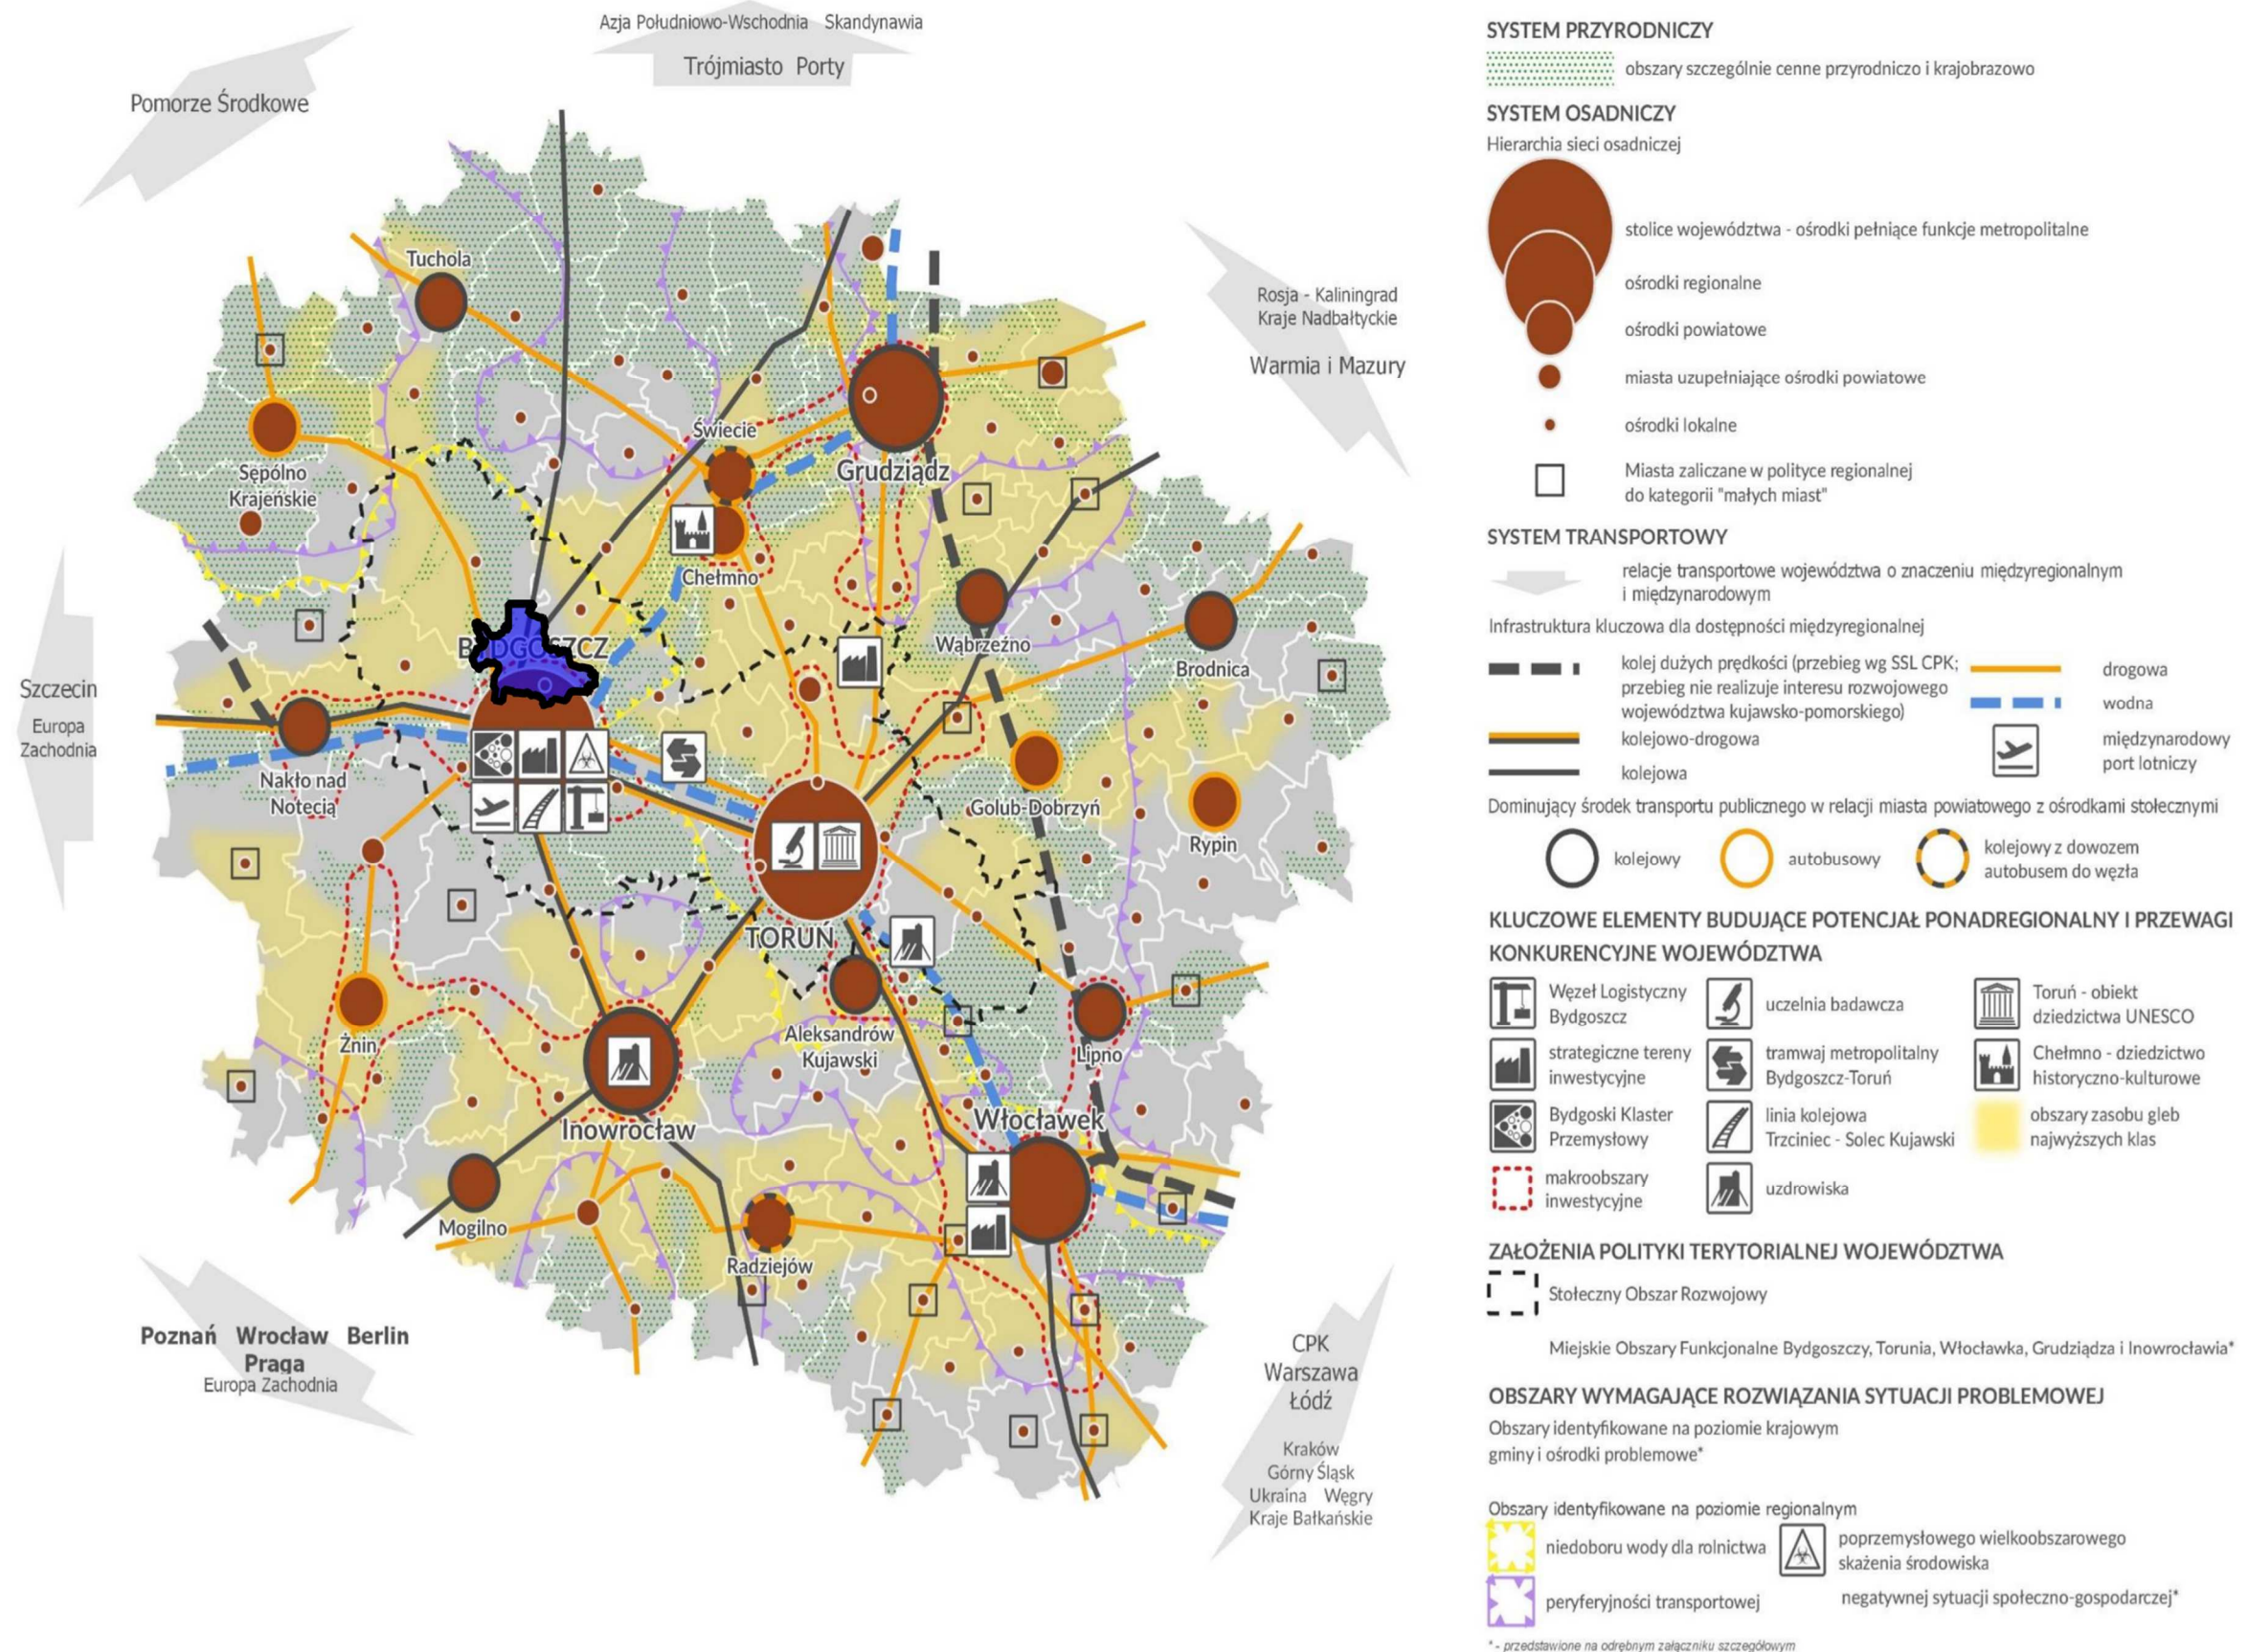 Azja Południowo-Wschodnia Skandynawia
Trójmiasto Porty
Pomorze Środkowe
Rosja - Kaliningrad
Kraje Nadbałtyckie
Warmia i Mazury
Szczecin
Europa
Zachodnia
Tuchola
Sępólno
Krajeńskie
Świecie
Grudziądz
Chełmno
BYDGOSZCZ
Wąbrzeźno
Brodnica
Nakło nad
Notecią
Golub-Dobrzyń
Rypin
TORUŃ
Aleksandrów
Kujawski
Żnin
Lipno
Inowrocław
Włocławek
Mogilno
Radziejów
Poznań Wrocław Berlin
Praga
Europa Zachodnia
CPK
Warszawa
Łódź
Kraków
Górny Śląsk
Ukraina Węgry
Kraje Bałkańskie
SYSTEM PRZYRODNICZY
obszary szczególnie cenne przyrodniczo i krajobrazowo
SYSTEM OSADNICZY
Hierarchia sieci osadniczej
stolice województwa - ośrodki pełniące funkcje metropolitalne
ośrodki regionalne
ośrodki powiatowe
miasta uzupełniające ośrodki powiatowe
ośrodki lokalne
Miasta zaliczane w polityce regionalnej
do kategorii "małych miast"
SYSTEM TRANSPORTOWY
relacje transportowe województwa o znaczeniu międzyregionalnym
i międzynarodowym
Infrastruktura kluczowa dla dostępności międzyregionalnej
kolej dużych prędkości (przebieg wg SSL CPK;
przebieg nie realizuje interesu rozwojowego
województwa kujawsko-pomorskiego)
drogowa
wodna
kolejowo-drogowa
kolejowa
międzynarodowy
port lotniczy
Dominujący środek transportu publicznego w relacji miasta powiatowego z ośrodkami stołecznymi
kolejowy
autobusowy
kolejowy z dowozem
autobusem do węzła
KLUCZOWE ELEMENTY BUDUJĄCE POTENCJAŁ PONADREGIONALNY I PRZEWAGI
KONKURENCYJNE WOJEWÓDZTWA
Węzeł Logistyczny
Bydgoszcz
uczelnia badawcza
Toruń - obiekt
dziedzictwa UNESCO
strategiczne tereny
inwestycyjne
tramwaj metropolitalny
Bydgoszcz-Toruń
Chełmno - dziedzictwo
historyczno-kulturowe
Bydgoski Klaster
Przemysłowy
linia kolejowa
Trzciniec - Solec Kujawski
obszary zasobu gleb
najwyższych klas
makroobszary
inwestycyjne
uzdrowiska
ZAŁOŻENIA POLITYKI TERYTORIALNEJ WOJEWÓDZTWA
Stołeczny Obszar Rozwojowy
Miejskie Obszary Funkcjonalne Bydgoszczy, Torunia, Włocławka, Grudziądza i Inowrocławia*
OBSZARY WYMAGAJĄCE ROZWIĄZANIA SYTUACJI PROBLEMOWEJ
Obszary identyfikowane na poziomie krajowym
gminy i ośrodki problemowe*
Obszary identyfikowane na poziomie regionalnym
niedoboru wody dla rolnictwa
poprzemysłowego wielkoobszarowego
skażenia środowiska
peryferyjności transportowej
negatywnej sytuacji społeczno-gospodarczej*
* - przedstawione na odrębnym załączniku szczegółowym